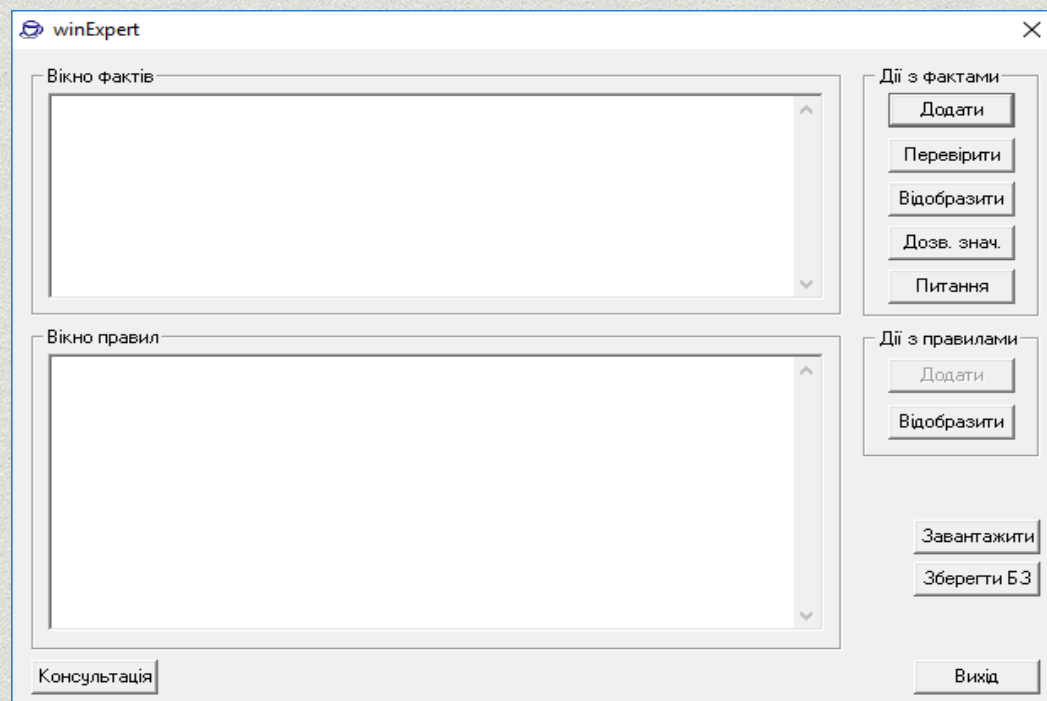 winExpert
Вікно фактів
Дії з фактами
Додати
Перевірити
Відобразити
Дозв. знач.
Питання
Вікно правил
Дії з правилами
Додати
Відобразити
Завантажити
Зберегти БЗ
Консультація
Вихід